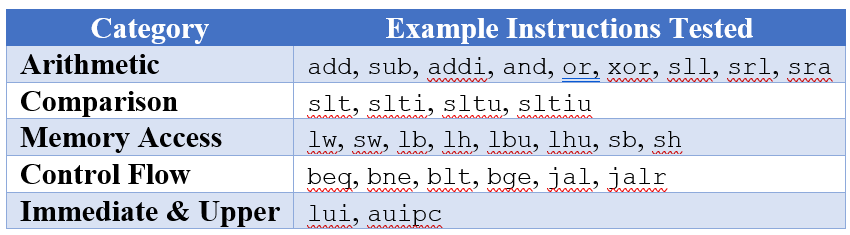 Category Example Instructions Tested
Arithmetic add, sub, addi, and, or, xor, sll, srl, sra
Comparison slt, slti, sltu, sltiu
Memory Access lw, sw, lb, lh, lbu, lhu, sb, sh
Control Flow beq, bne, blt, bge, jal, jalr
Immediate & Upper lui, auipc